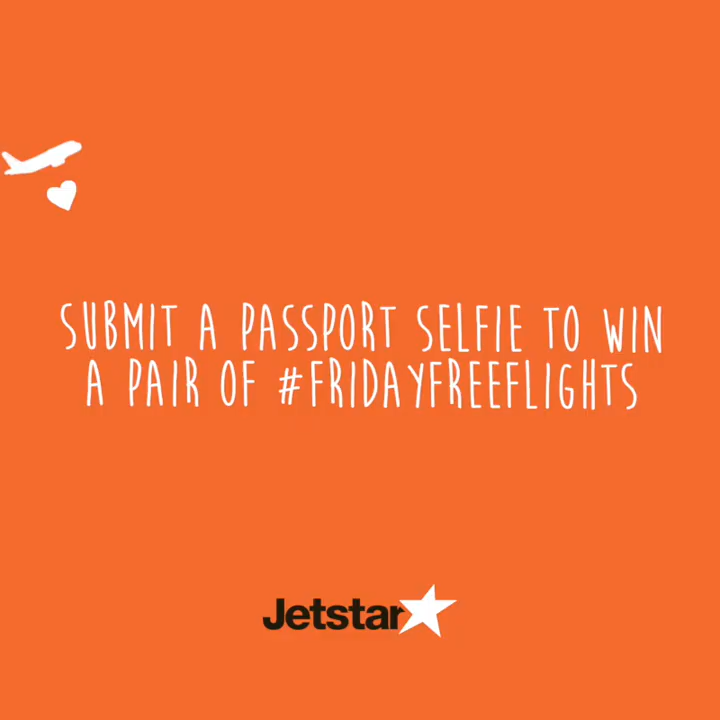 SUBMIT A PASSPORT SELFIE TO WIN
A PAIR OF #FRIDAYFREEFLIGHTS
Jetstar